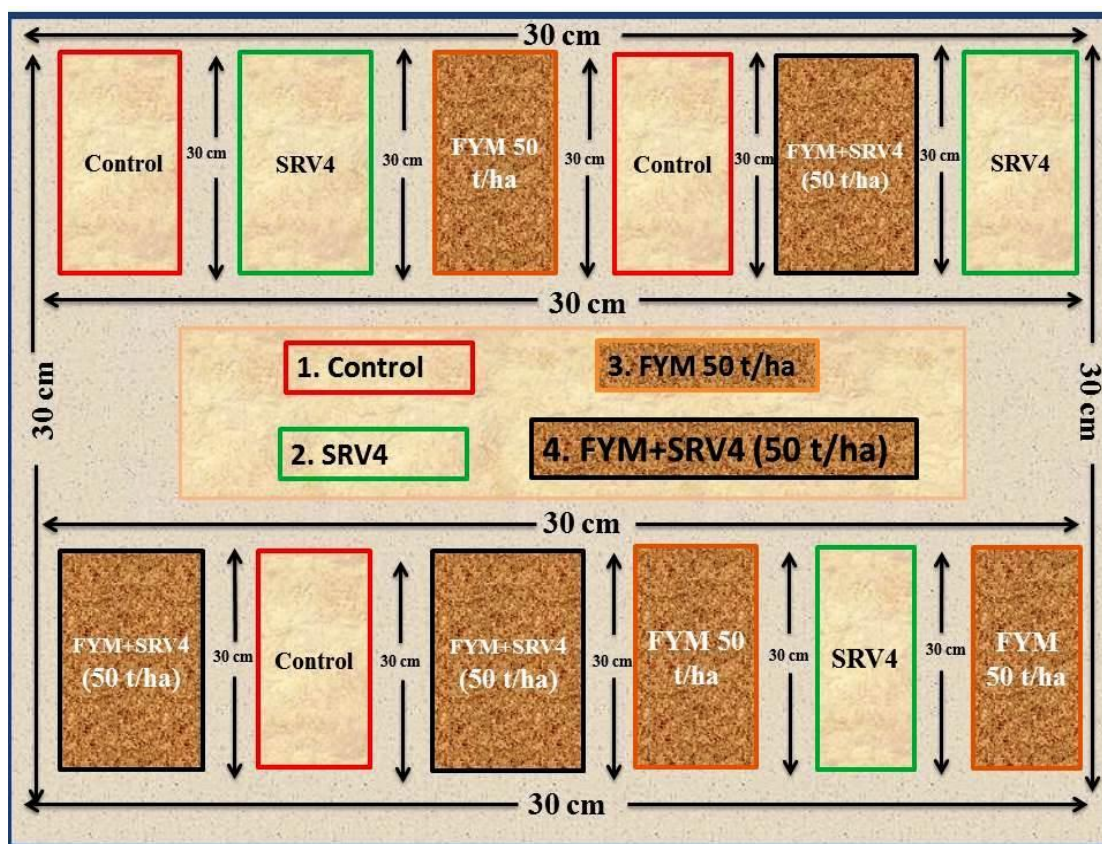 30 cm
Control
30 cm
SRV4
30 cm
FYM 50
t/ha
30 cm
Control
30 cm
FYM+SRV4
(50 t/ha)
30 cm
SRV4
30 cm
30 cm
30 cm
1. Control
3. FYM 50 t/ha
2. SRV4
4. FYM+SRV4 (50 t/ha)
30 cm
FYM+SRV4
(50 t/ha)
30 cm
Control
30 cm
FYM+SRV4
(50 t/ha)
30 cm
FYM 50
t/ha
30 cm
SRV4
30 cm
FYM
50 t/ha
30 cm